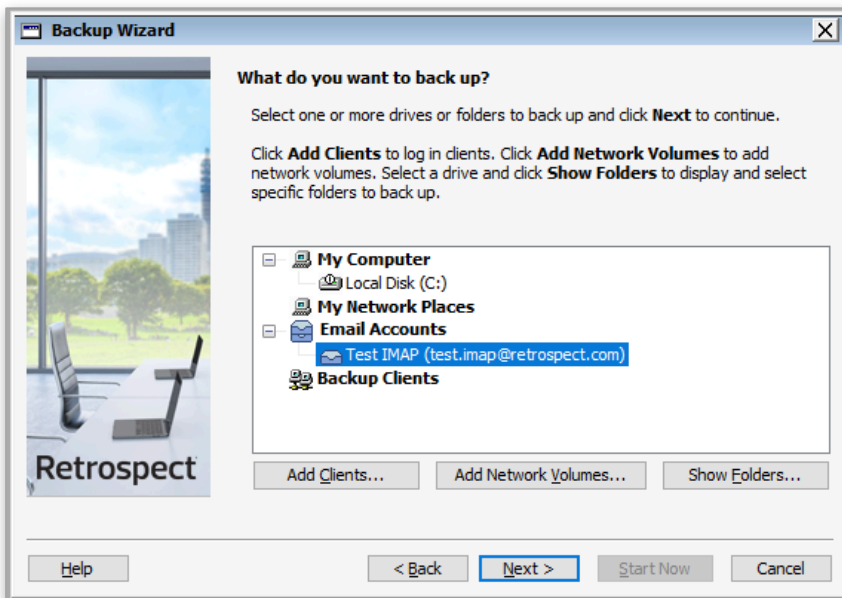 Backup Wizard
What do you want to back up?
Select one or more drives or folders to back up and click Next to continue.
Click Add Clients to log in clients. Click Add Network Volumes to add
network volumes. Select a drive and click Show Folders to display and select
specific folders to back up.
My Computer
Local Disk (C:)
My Network Places
Email Accounts
Test IMAP (test.imap@retrospect.com)
Backup Clients
Retrospect
Add Clients...
Add Network Volumes...
Show Folders...
Help
< Back
Next >
Start Now
Cancel